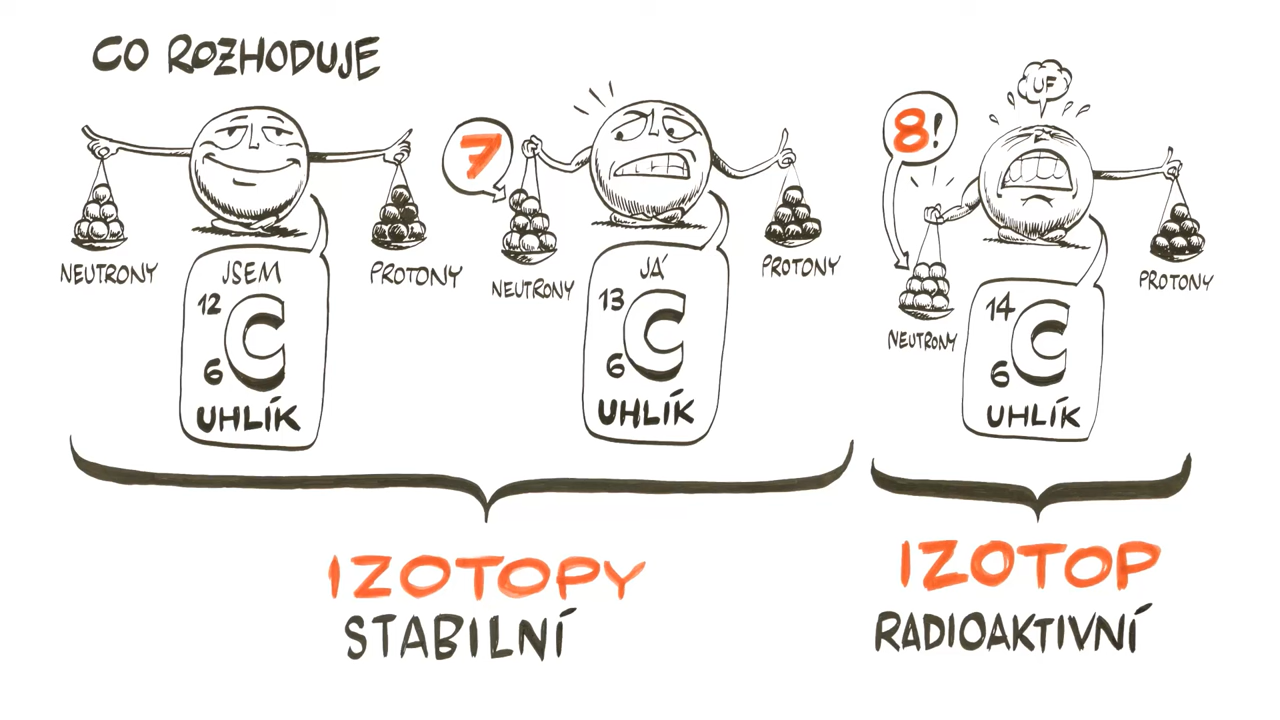 CO ROZHODUJE
NEUTRONY
PROTONY
JSEM
12
C
6
UHLÍK
7
NEUTRONY
PROTONY
JÁ
13
C
6
UHLÍK
UF
8!
NEUTRONY
PROTONY
14
C
6
UHLÍK
IZOTOPY
STABILNÍ
IZOTOP
RADIOAKTIVNÍ